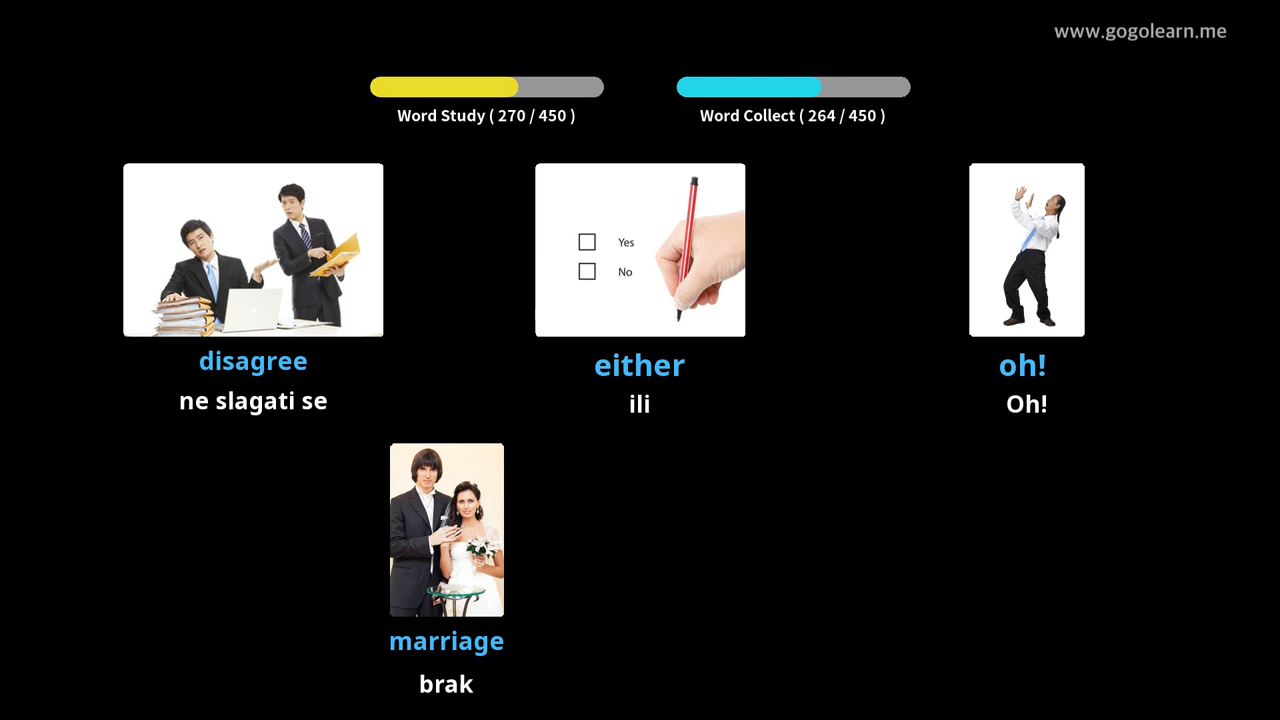 www.gogolearn.me
Word Study ( 270 / 450 )
Word Collect ( 264 / 450 )
Yes
No
disagree
ne slagati se
either
ili
oh!
Oh!
marriage
brak